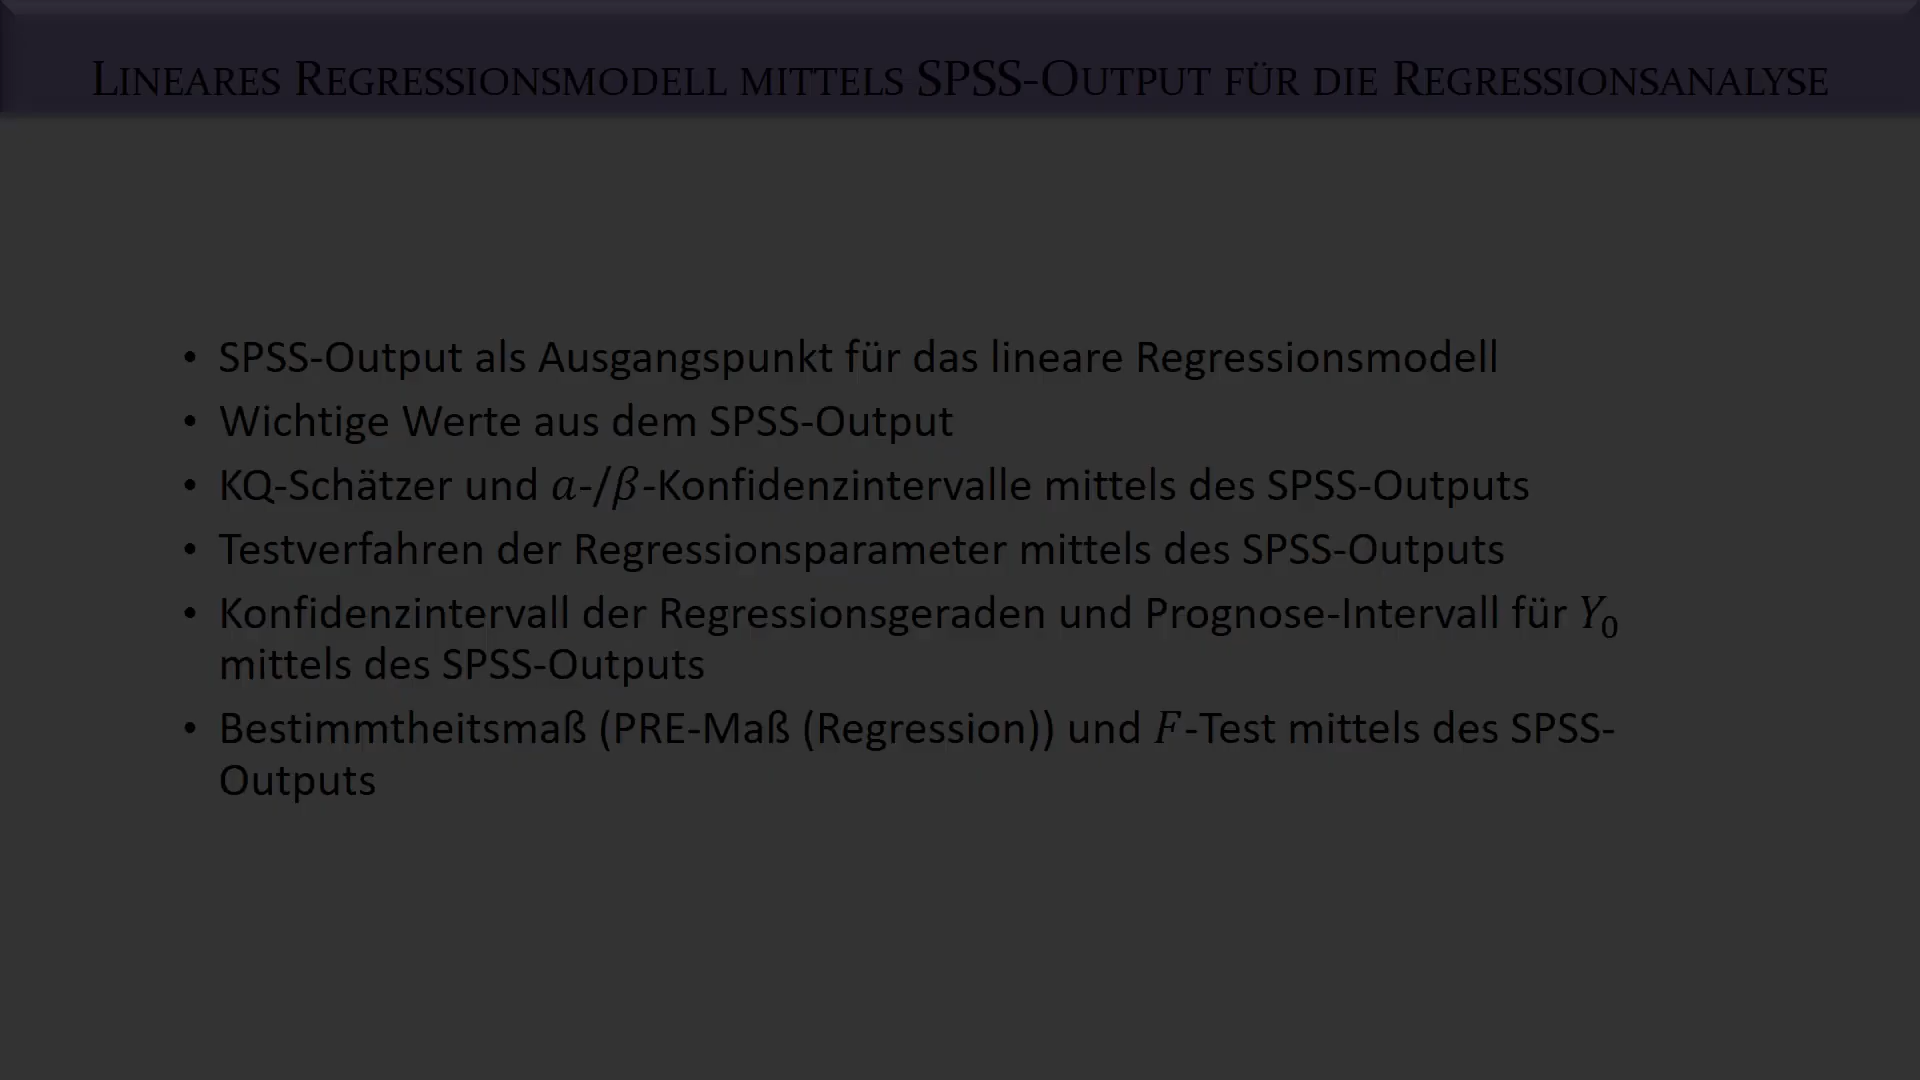 LINEARES REGRESSIONSMODELL MITTELS SPSS-OUTPUT FÜR DIE REGRESSIONSANALYSE
• SPSS-Output als Ausgangspunkt für das lineare Regressionsmodell
• Wichtige Werte aus dem SPSS-Output
• KQ-Schätzer und α-/β-Konfidenzintervalle mittels des SPSS-Outputs
• Testverfahren der Regressionsparameter mittels des SPSS-Outputs
• Konfidenzintervall der Regressionsgeraden und Prognose-Intervall für Y₀
mittels des SPSS-Outputs
• Bestimmtheitsmaß (PRE-Maß (Regression)) und F-Test mittels des SPSS-
Outputs